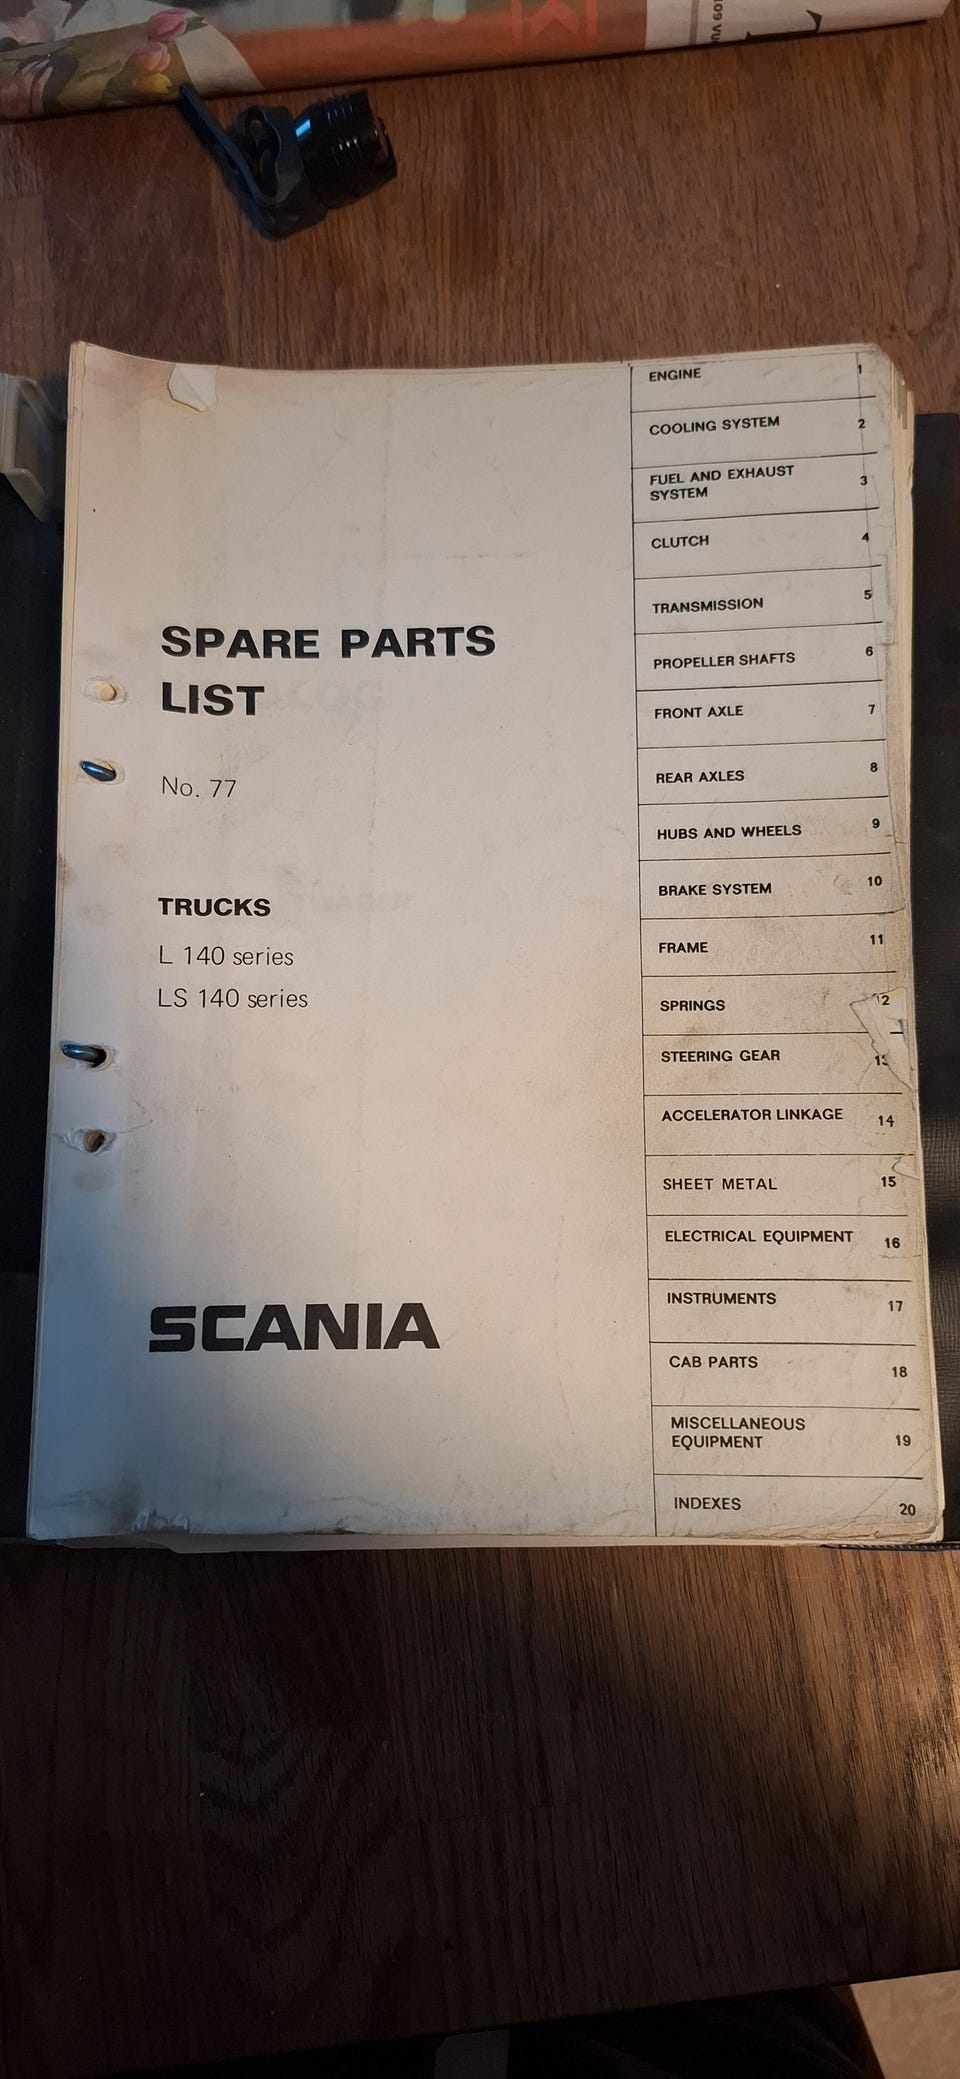 SPARE PARTS
LIST
No. 77
TRUCKS
L 140 series
LS 140 series
SCANIA
ENGINE 1
COOLING SYSTEM 2
FUEL AND EXHAUST
SYSTEM 3
CLUTCH 4
TRANSMISSION 5
PROPELLER SHAFTS 6
FRONT AXLE 7
REAR AXLES 8
HUBS AND WHEELS 9
BRAKE SYSTEM 10
FRAME 11
SPRINGS 12
STEERING GEAR 13
ACCELERATOR LINKAGE 14
SHEET METAL 15
ELECTRICAL EQUIPMENT 16
INSTRUMENTS 17
CAB PARTS 18
MISCELLANEOUS
EQUIPMENT 19
INDEXES 20